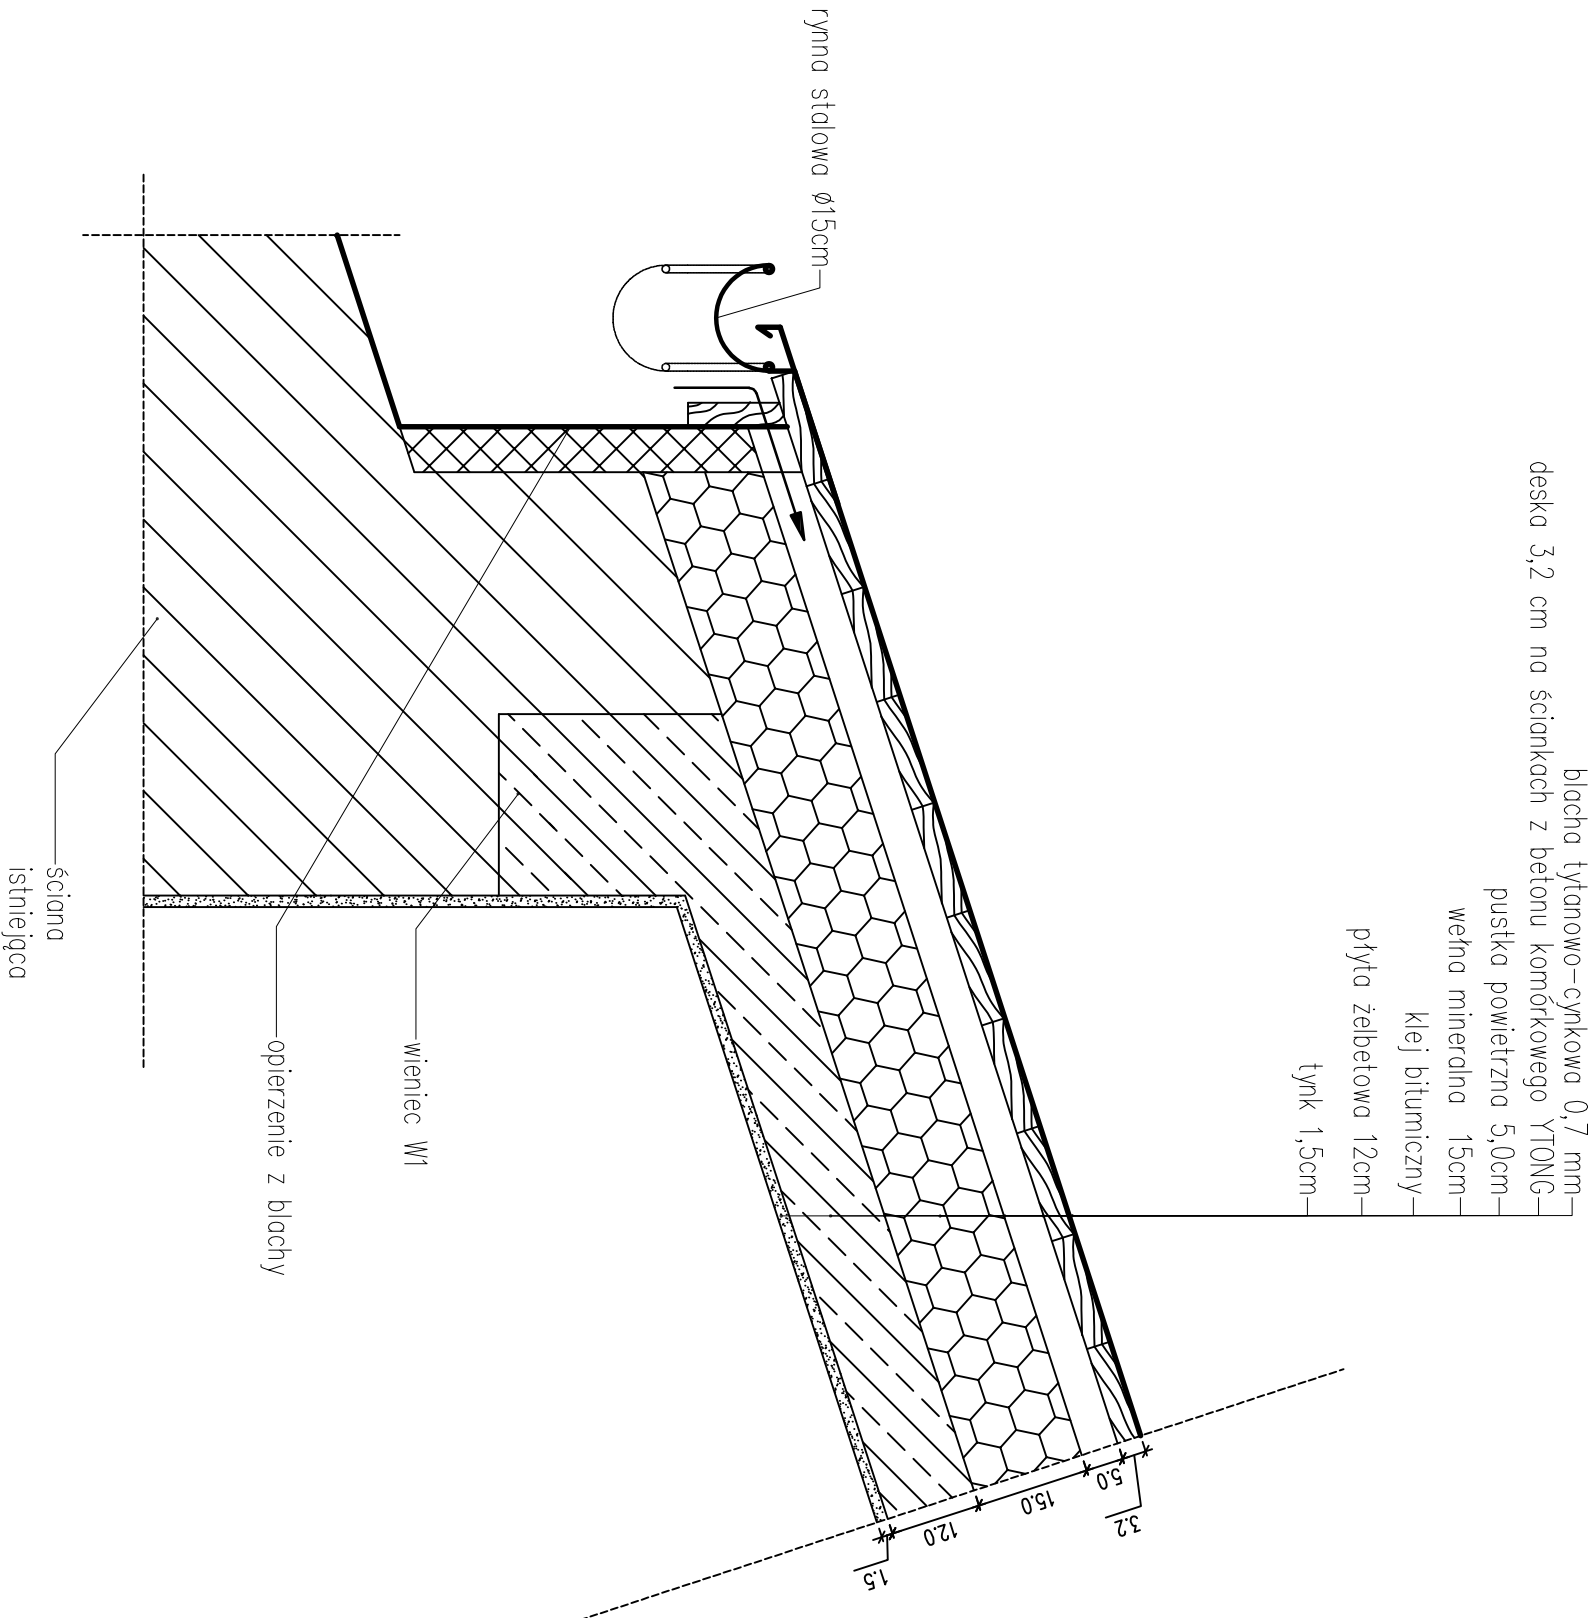 blacha tytanowo-cynkowa 0,7 mm
deska 3,2 cm na ściankach z betonu komórkowego YTONG
pustka powietrzna 5,0cm
wełna mineralna 15cm
klej bitumiczny
płyta żelbetowa 12cm
tynk 1,5cm
rynna stalowa Ø15cm
wieniec W1
opierzenie z blachy
ściana
istniejąca
3.2
5.0
15.0
12.0
1.5